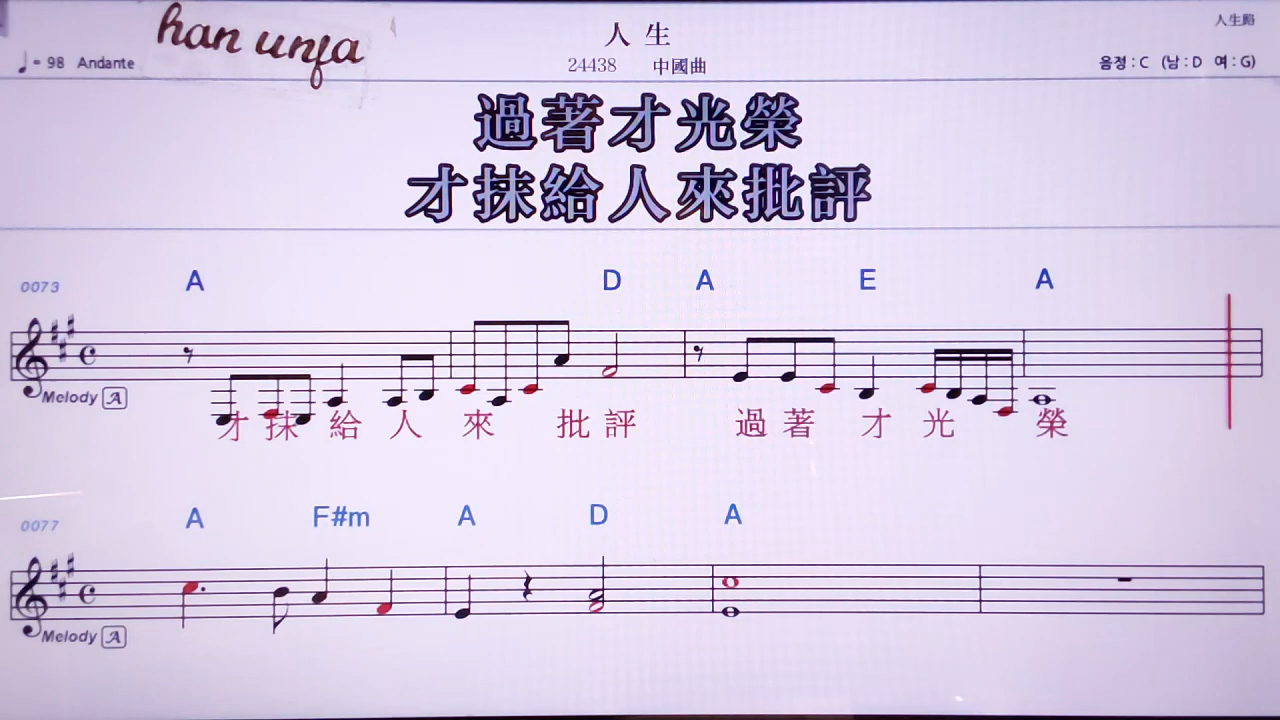 han unfa
人生
人生路
♩= 98 Andante
24438 中國曲
음정 : C (남 : D 여 : G)
過著才光榮
才抹給人來批評
0073
A D A E A
Melody A
才抹給人來批評 過著才光榮
0077
A F#m A D A
Melody A